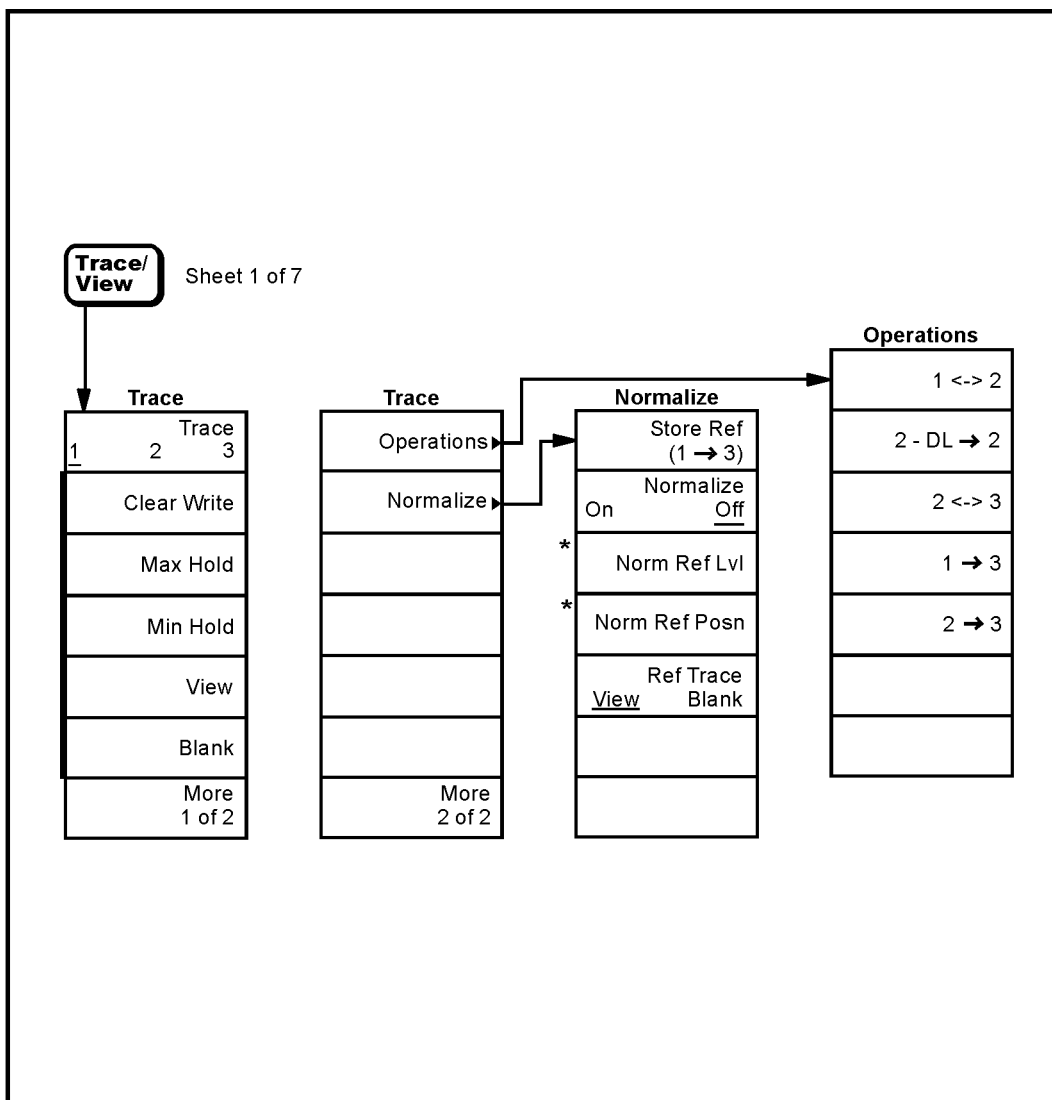 Trace/
View
Sheet 1 of 7
Trace
Trace
1 2 3
Clear Write
Max Hold
Min Hold
View
Blank
More
1 of 2
Trace
Operations
Normalize
More
2 of 2
Normalize
Store Ref
(1 → 3)
Normalize
On Off
* Norm Ref Lvl
* Norm Ref Posn
Ref Trace
View Blank
Operations
1 <-> 2
2 - DL → 2
2 <-> 3
1 → 3
2 → 3